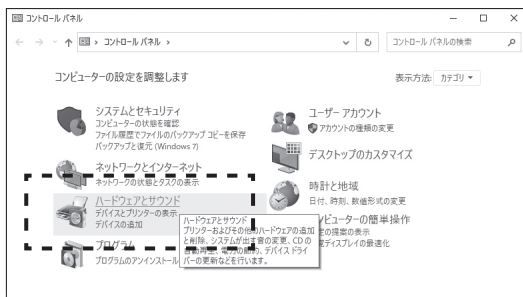 コントロール パネル
コントロール パネル
コントロール パネルの検索
コンピューターの設定を調整します
表示方法: カテゴリ
システムとセキュリティ
コンピューターの状態を確認
ファイル履歴でファイルのバックアップ コピーを保存
バックアップと復元 (Windows 7)
ネットワークとインターネット
ネットワークの状態とタスクの表示
ハードウェアとサウンド
デバイスとプリンターの表示
デバイスの追加
ハードウェアとサウンド
プリンターおよびその他のハードウェアの追加
と削除、システムが出す音の変更、CD の
自動再生、電力の節約、デバイス ドライ
バーの更新などを行います。
プログラム
プログラムのアンインストール
ユーザー アカウント
アカウントの種類の変更
デスクトップのカスタマイズ
時計と地域
日付、時刻、数値形式の変更
ピューターの簡単操作
の提案の表示
ディスプレイの最適化